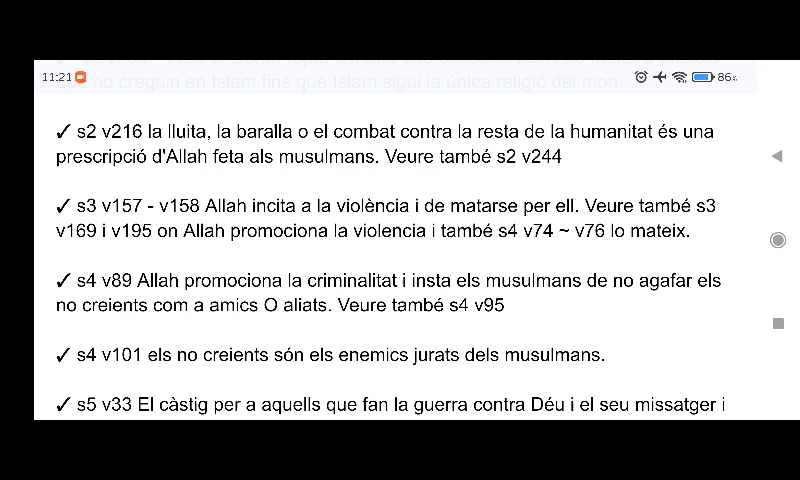 11:21
86%
que no creguin en Islam fins que Islam sigui la única religió del mon.
✓ s2 v216 la lluita, la baralla o el combat contra la resta de la humanitat és una
prescripció d'Allah feta als musulmans. Veure també s2 v244
✓ s3 v157 - v158 Allah incita a la violència i de matarse per ell. Veure també s3
v169 i v195 on Allah promociona la violencia i també s4 v74 ~ v76 lo mateix.
✓ s4 v89 Allah promociona la criminalitat i insta els musulmans de no agafar els
no creients com a amics O aliats. Veure també s4 v95
✓ s4 v101 els no creients són els enemics jurats dels musulmans.
✓ s5 v33 El càstig per a aquells que fan la guerra contra Déu i el seu missatger i